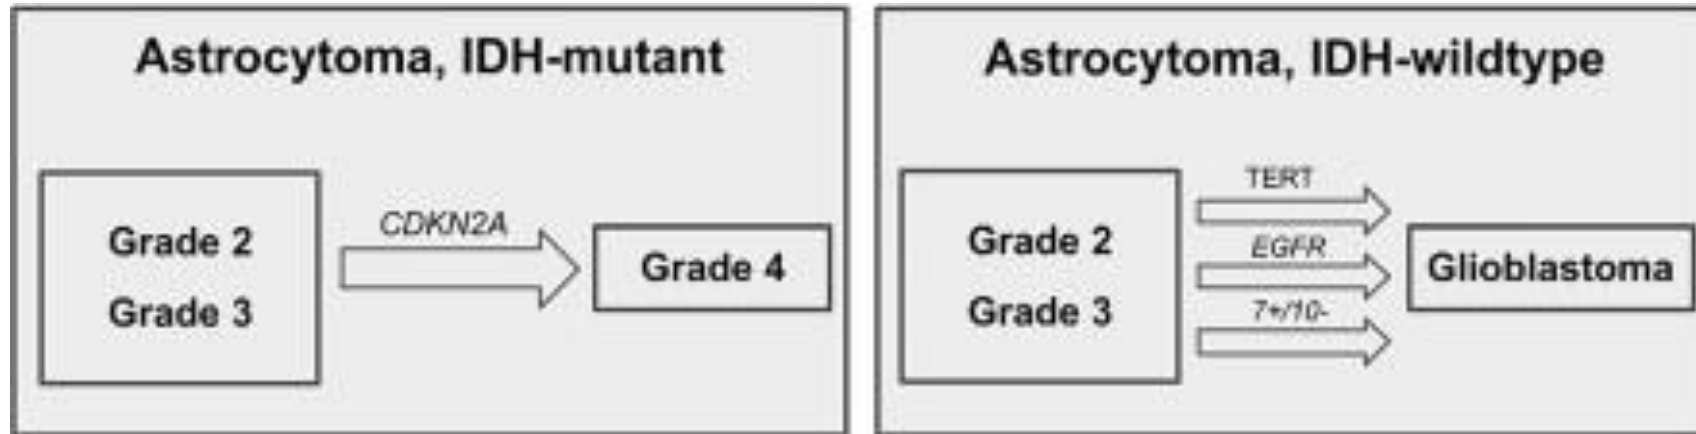 Astrocytoma, IDH-mutant
Grade 2
Grade 3
CDKN2A
Grade 4
Astrocytoma, IDH-wildtype
Grade 2
Grade 3
TERT
EGFR
7+/10-
Glioblastoma